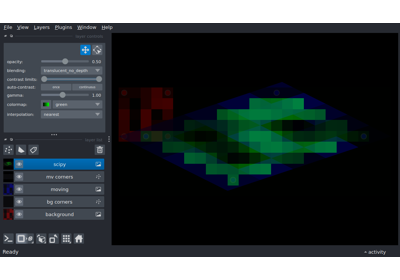 File View Layers Plugins Window Help
opacity: 0.50
blending: translucent_no_depth
contrast limits:
auto-contrast: once continuous
gamma: 1.00
colormap: green
interpolation: nearest
scipy
mv corners
moving
bg corners
background
Ready activity